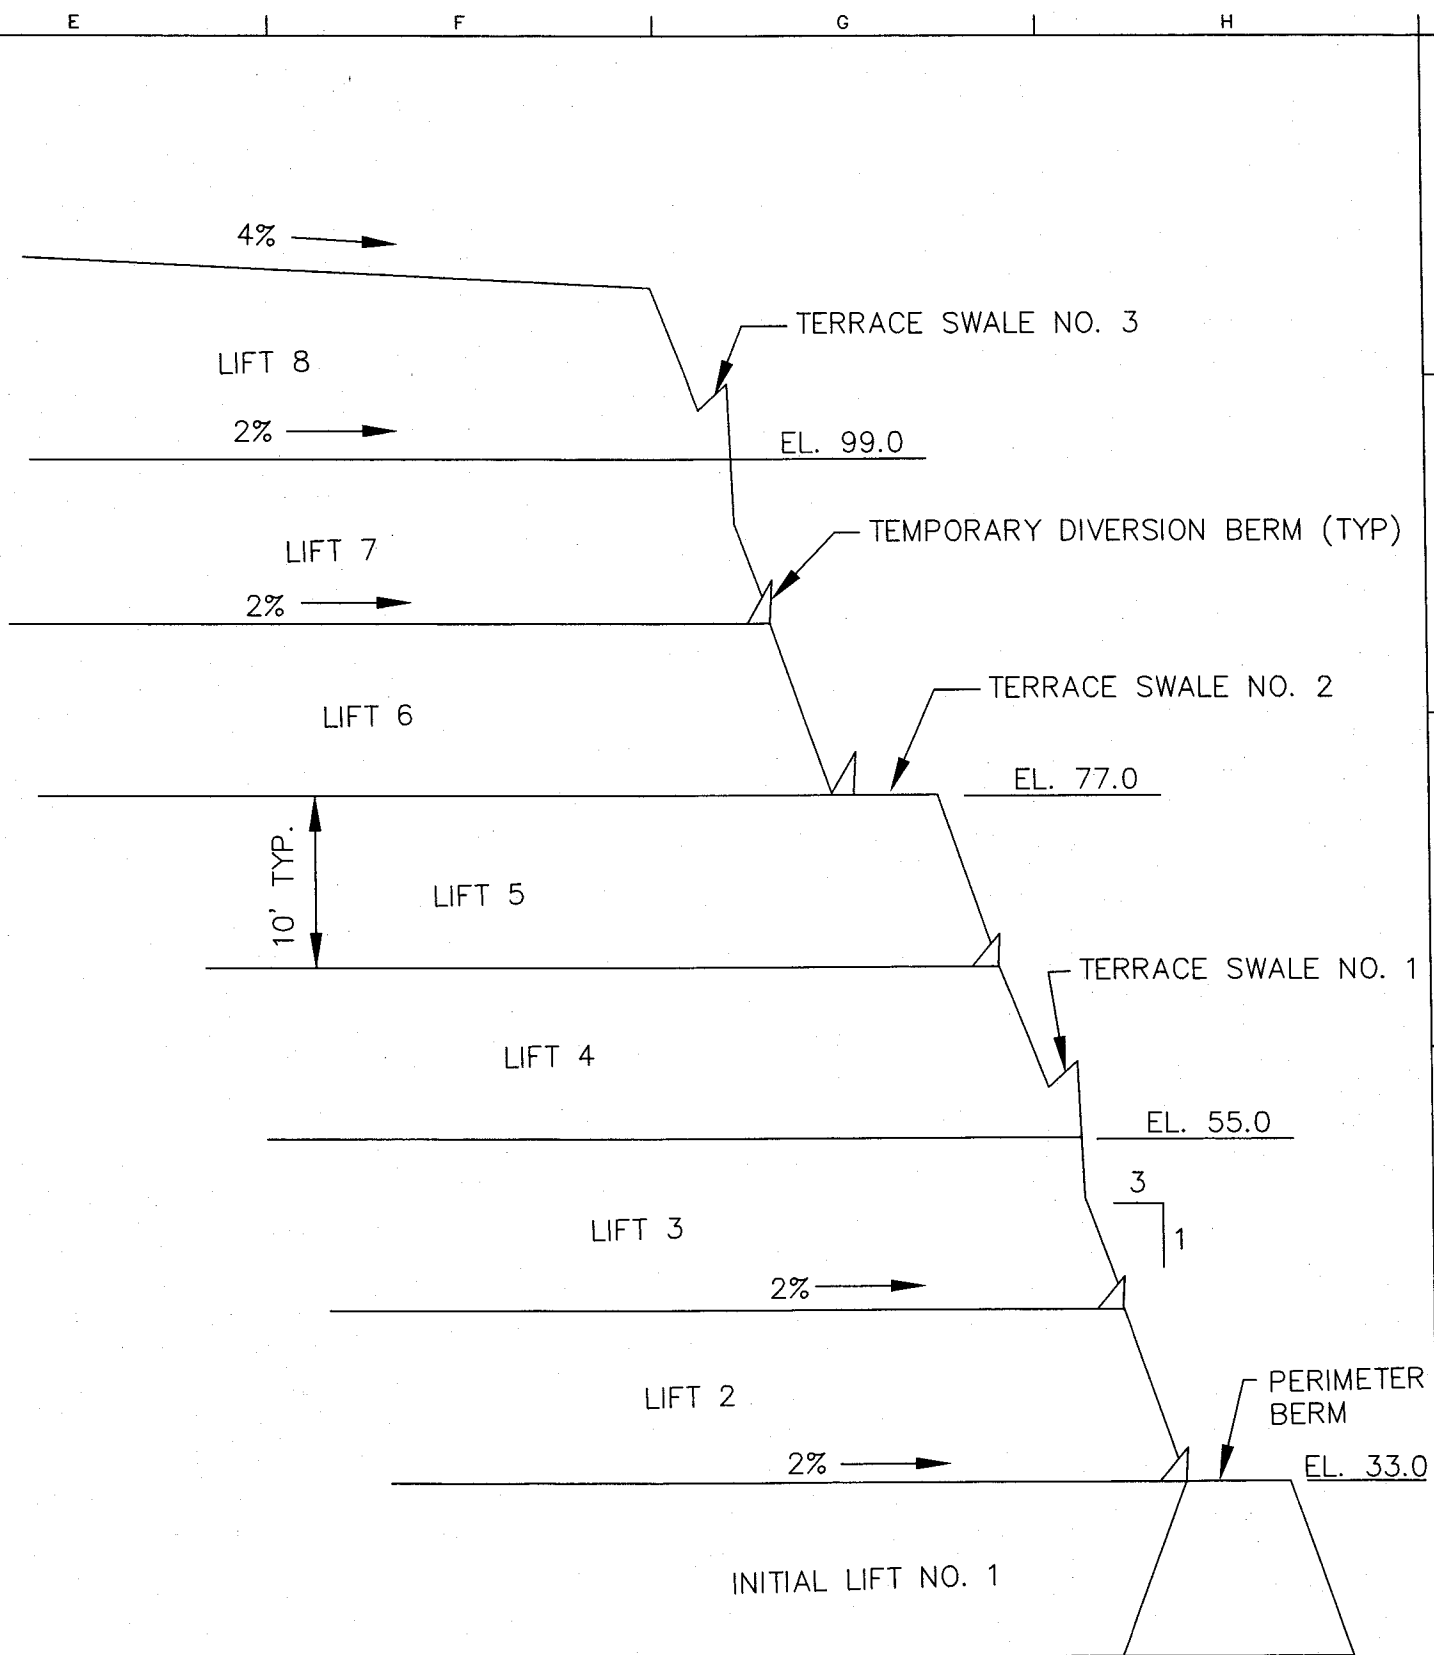 E F G H
4%
TERRACE SWALE NO. 3
LIFT 8
2%
EL. 99.0
TEMPORARY DIVERSION BERM (TYP)
LIFT 7
2%
TERRACE SWALE NO. 2
LIFT 6
EL. 77.0
10' TYP.
LIFT 5
TERRACE SWALE NO. 1
LIFT 4
EL. 55.0
3
1
LIFT 3
2%
PERIMETER
BERM
LIFT 2
2%
EL. 33.0
INITIAL LIFT NO. 1